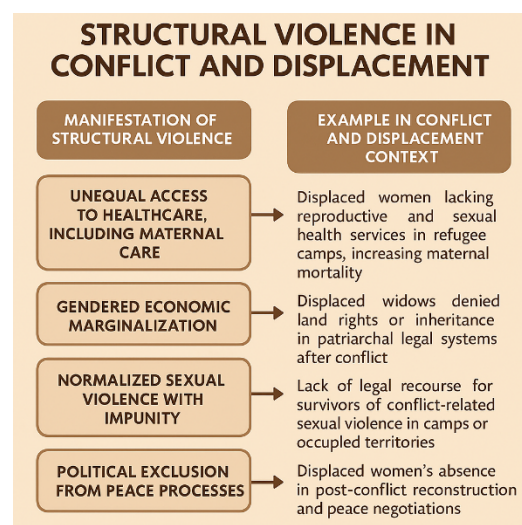 STRUCTURAL VIOLENCE IN
CONFLICT AND DISPLACEMENT
MANIFESTATION OF
STRUCTURAL VIOLENCE
EXAMPLE IN CONFLICT
AND DISPLACEMENT
CONTEXT
UNEQUAL ACCESS
TO HEALTHCARE,
INCLUDING MATERNAL
CARE
Displaced women lacking
reproductive and sexual
health services in refugee
camps, increasing maternal
mortality
GENDERED ECONOMIC
MARGINALIZATION
Displaced widows denied
land rights or inheritance
in patriarchal legal systems
after conflict
NORMALIZED SEXUAL
VIOLENCE WITH
IMPUNITY
Lack of legal recourse for
survivors of conflict-related
sexual violence in camps or
occupied territories
POLITICAL EXCLUSION
FROM PEACE PROCESSES
Displaced women's absence
in post-conflict reconstruction
and peace negotiations